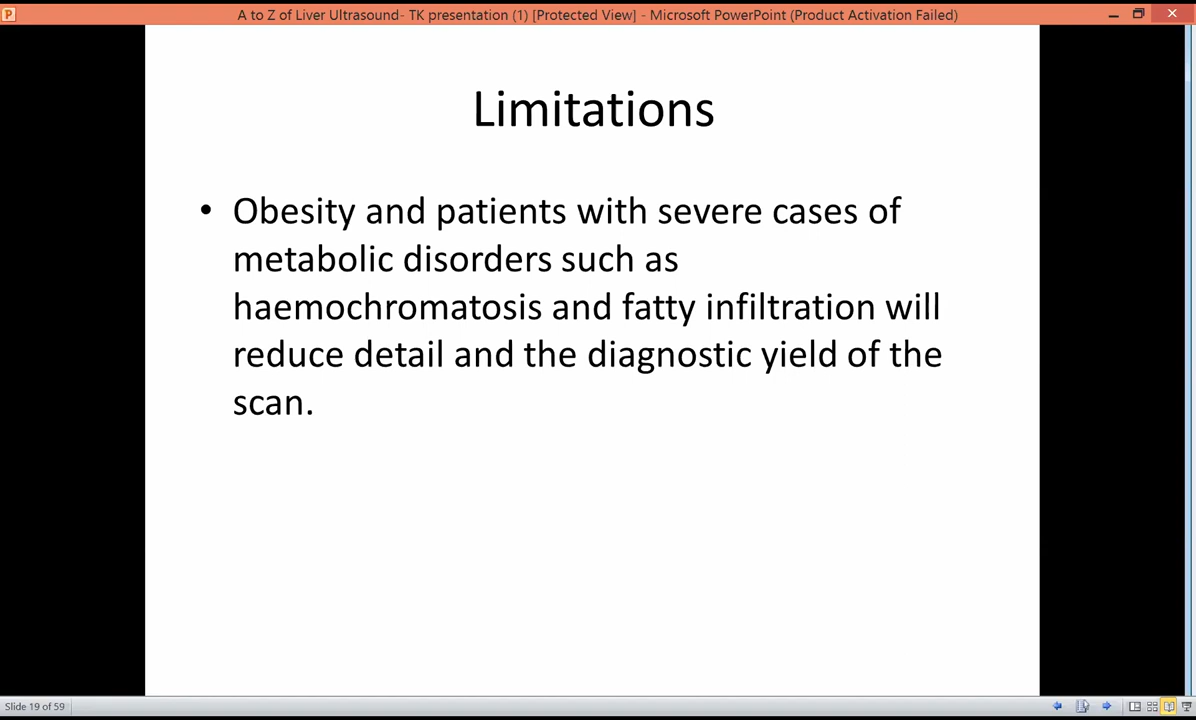 A to Z of Liver Ultrasound- TK presentation (1) [Protected View] - Microsoft PowerPoint (Product Activation Failed)
Limitations
• Obesity and patients with severe cases of
metabolic disorders such as
haemochromatosis and fatty infiltration will
reduce detail and the diagnostic yield of the
scan.
Slide 19 of 59